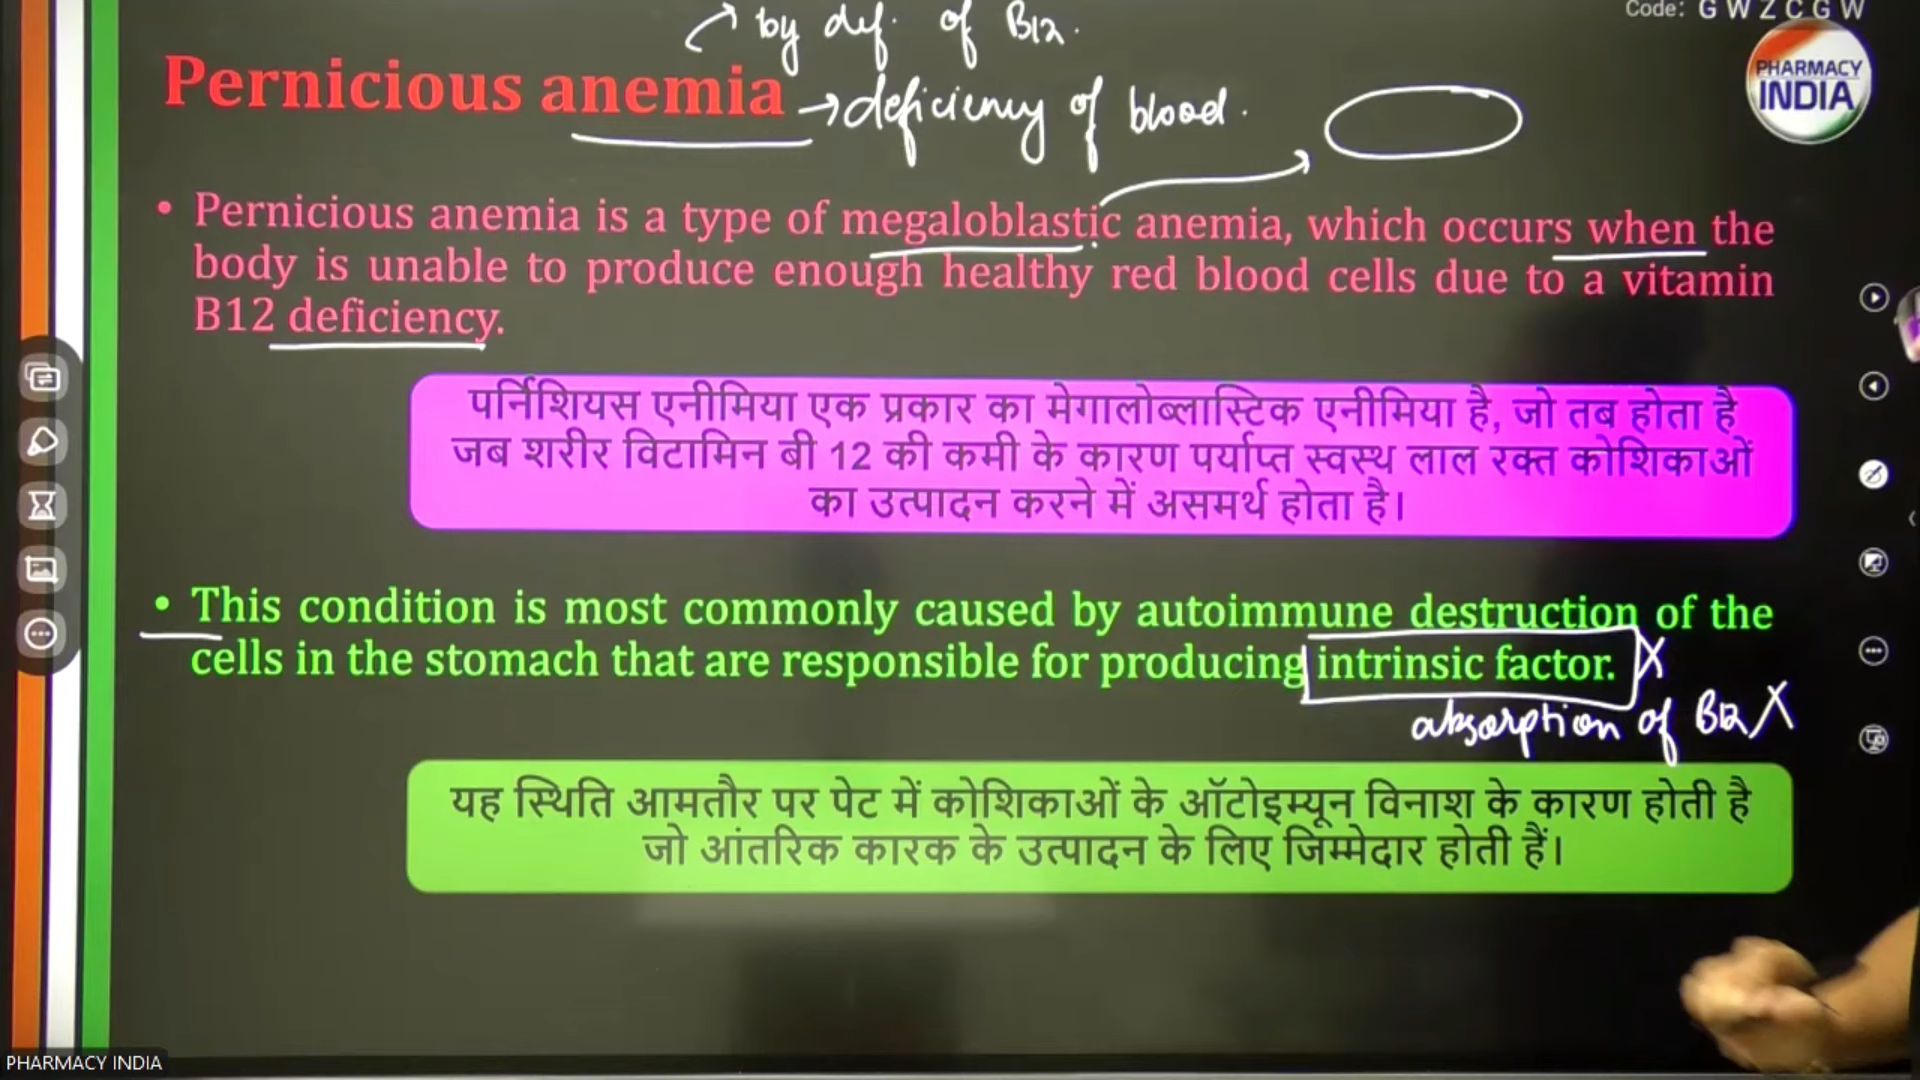 Code: G W Z C G W
by def. of B12.
Pernicious anemia → deficiency of blood.
PHARMACY
INDIA
• Pernicious anemia is a type of megaloblastic anemia, which occurs when the
body is unable to produce enough healthy red blood cells due to a vitamin
B12 deficiency.
पर्निशियस एनीमिया एक प्रकार का मेगालोब्लास्टिक एनीमिया है, जो तब होता है
जब शरीर विटामिन बी 12 की कमी के कारण पर्याप्त स्वस्थ लाल रक्त कोशिकाओं
का उत्पादन करने में असमर्थ होता है।
• This condition is most commonly caused by autoimmune destruction of the
cells in the stomach that are responsible for producing intrinsic factor. X
absorption of B12 X
यह स्थिति आमतौर पर पेट में कोशिकाओं के ऑटोइम्यून विनाश के कारण होती है
जो आंतरिक कारक के उत्पादन के लिए जिम्मेदार होती हैं।
PHARMACY INDIA